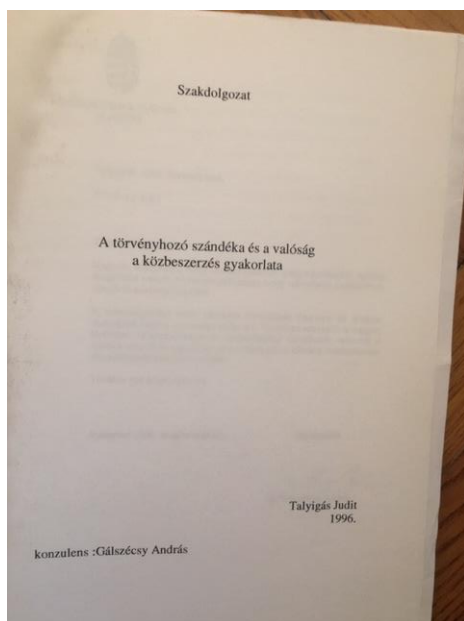 Szakdolgozat
A törvényhozó szándéka és a valóság
a közbeszerzés gyakorlata
Talyigás Judit
1996.
konzulens :Gálszécsy András